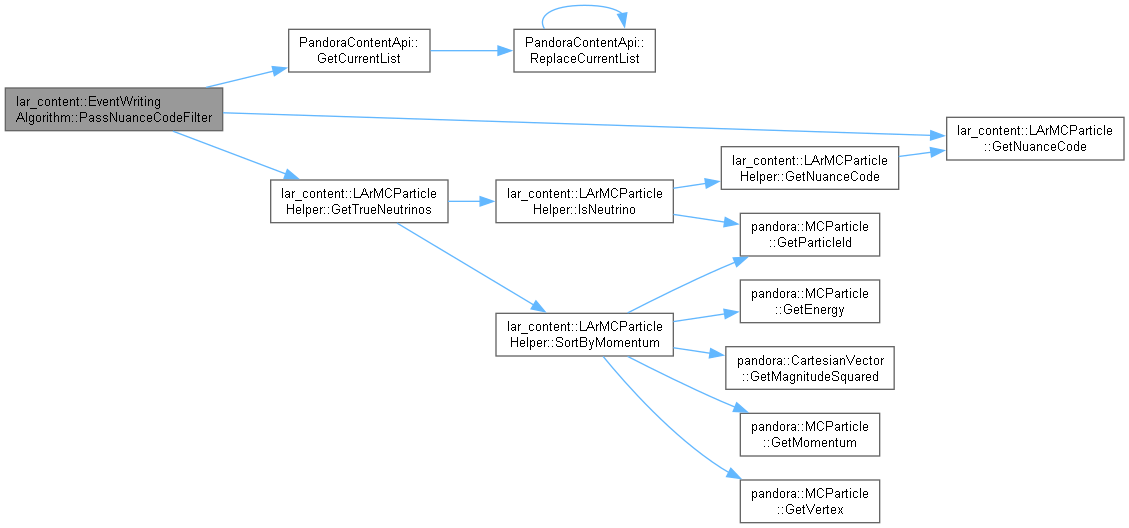 lar_content::EventWriting
Algorithm::PassNuanceCodeFilter
PandoraContentApi::
GetCurrentList
PandoraContentApi::
ReplaceCurrentList
lar_content::LArMCParticle
::GetNuanceCode
lar_content::LArMCParticle
Helper::GetTrueNeutrinos
lar_content::LArMCParticle
Helper::IsNeutrino
lar_content::LArMCParticle
Helper::GetNuanceCode
pandora::MCParticle
::GetParticleId
lar_content::LArMCParticle
Helper::SortByMomentum
pandora::MCParticle
::GetEnergy
pandora::CartesianVector
::GetMagnitudeSquared
pandora::MCParticle
::GetMomentum
pandora::MCParticle
::GetVertex